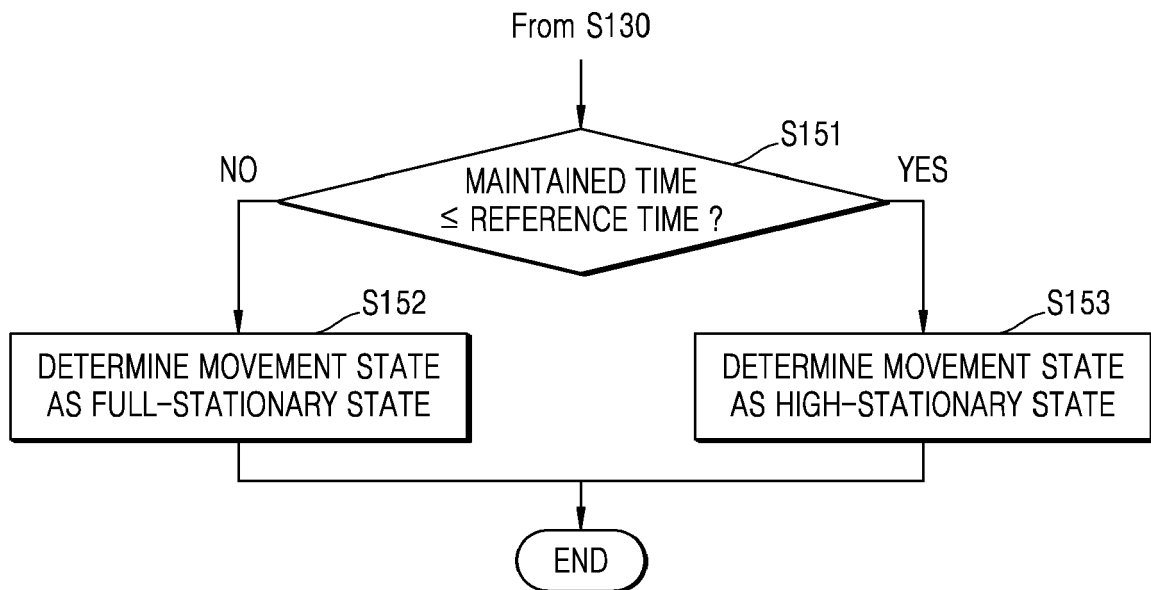 From S130
S151
NO
YES
MAINTAINED TIME
≤ REFERENCE TIME ?
S152
S153
DETERMINE MOVEMENT STATE
AS FULL-STATIONARY STATE
DETERMINE MOVEMENT STATE
AS HIGH-STATIONARY STATE
END